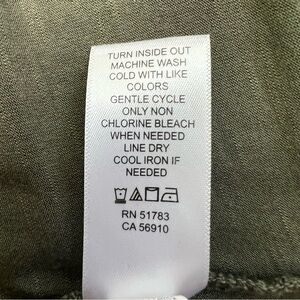 TURN INSIDE OUT
MACHINE WASH
COLD WITH LIKE
COLORS
GENTLE CYCLE
ONLY NON
CHLORINE BLEACH
WHEN NEEDED
LINE DRY
COOL IRON IF
NEEDED
RN 51783
CA 56910